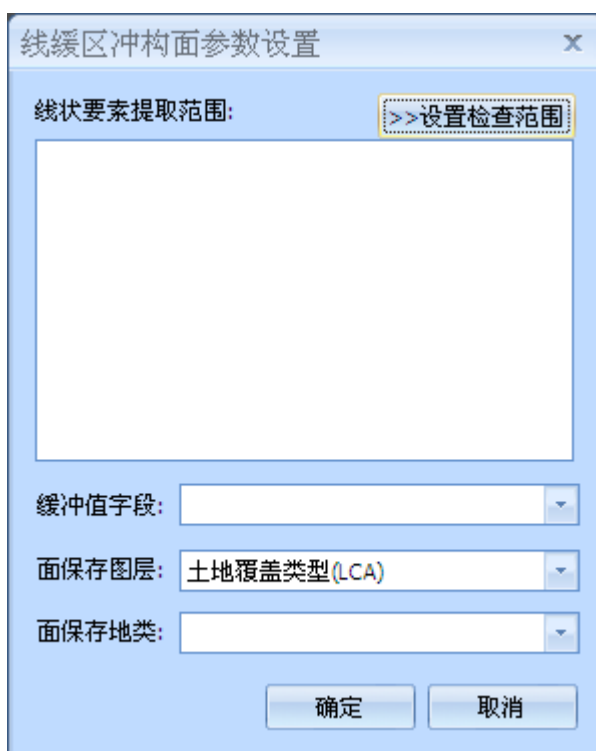 线缓区冲构面参数设置
线状要素提取范围:
>>设置检查范围
缓冲值字段:
面保存图层: 土地覆盖类型(LCA)
面保存地类:
确定 取消